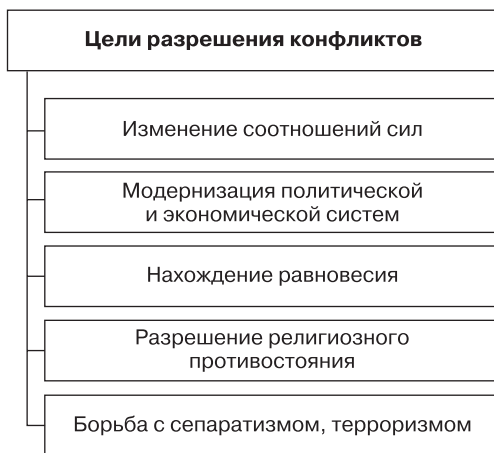 Цели разрешения конфликтов
Изменение соотношений сил
Модернизация политической
и экономической систем
Нахождение равновесия
Разрешение религиозного
противостояния
Борьба с сепаратизмом, терроризмом